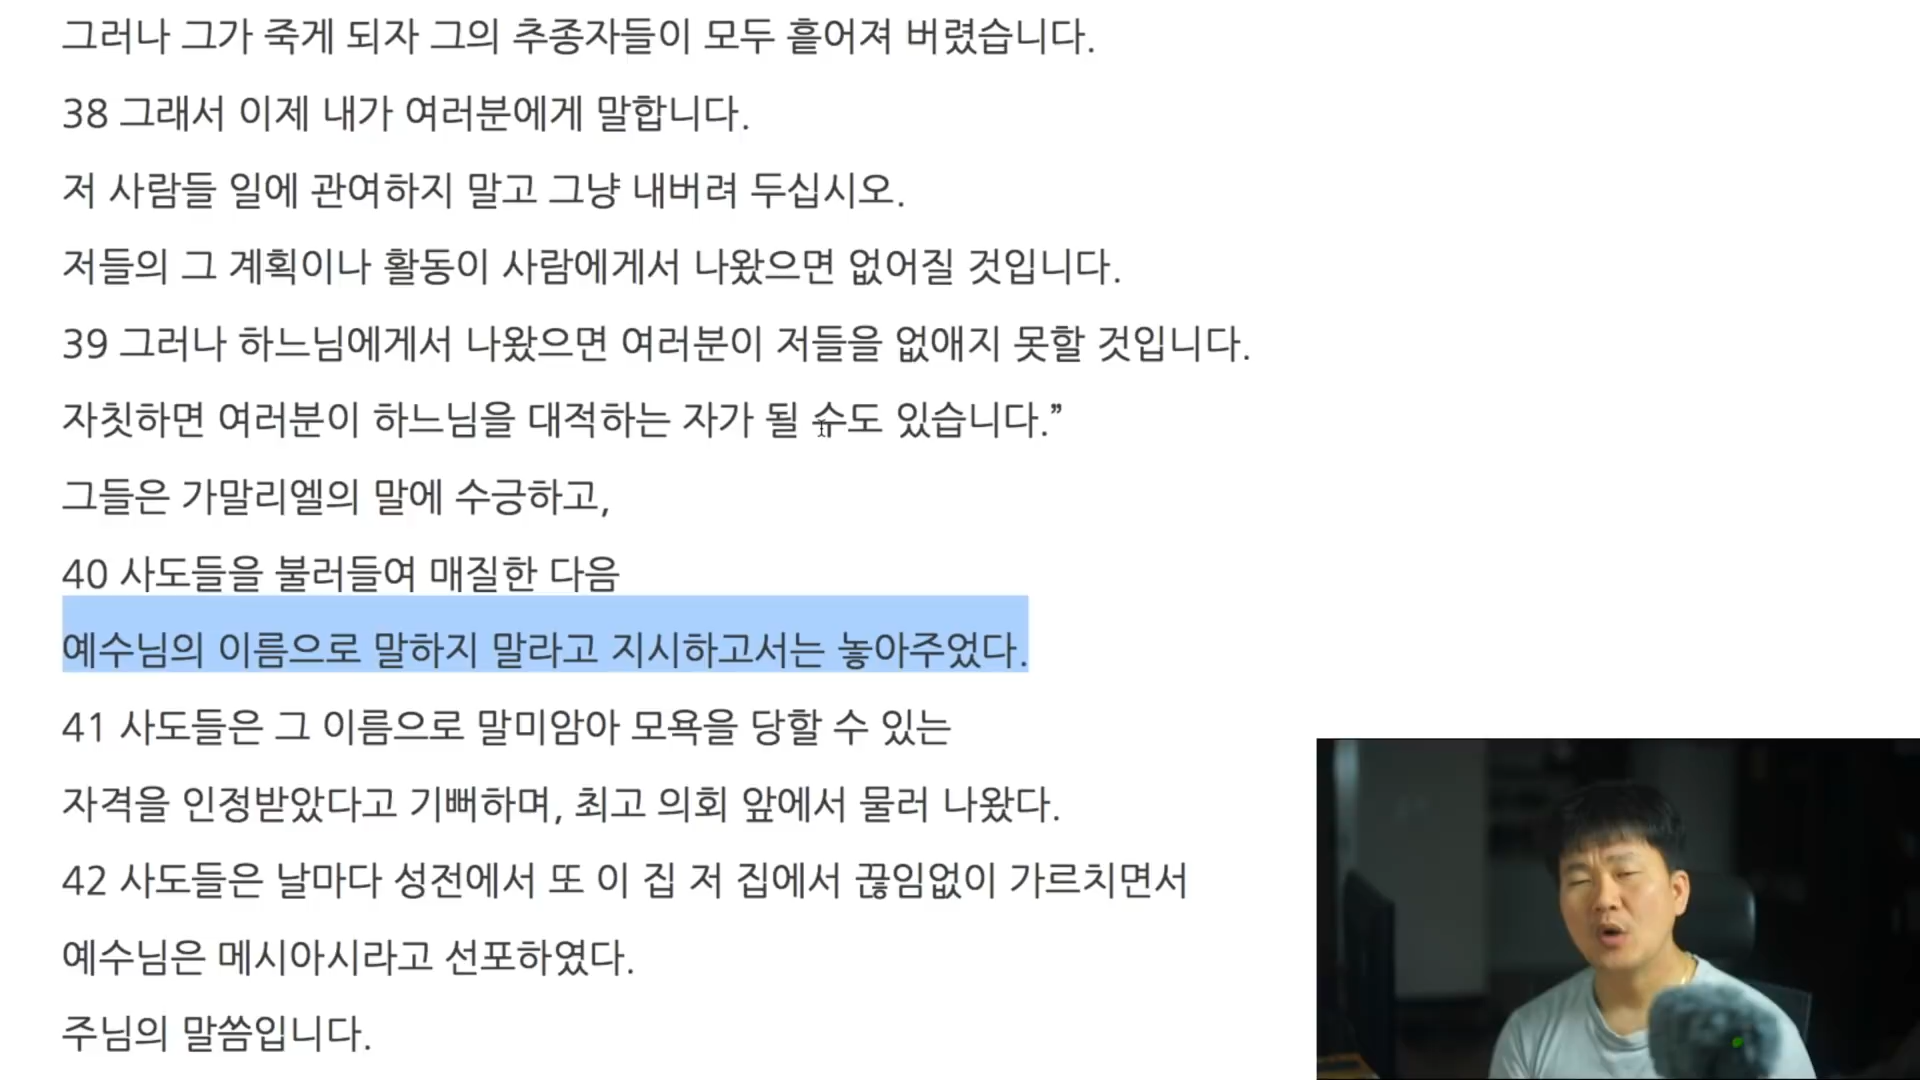 그러나 그가 죽게 되자 그의 추종자들이 모두 흩어져 버렸습니다.
38 그래서 이제 내가 여러분에게 말합니다.
저 사람들 일에 관여하지 말고 그냥 내버려 두십시오.
저들의 그 계획이나 활동이 사람에게서 나왔으면 없어질 것입니다.
39 그러나 하느님에게서 나왔으면 여러분이 저들을 없애지 못할 것입니다.
자칫하면 여러분이 하느님을 대적하는 자가 될 수도 있습니다.”
그들은 가말리엘의 말에 수긍하고,
40 사도들을 불러들여 매질한 다음
예수님의 이름으로 말하지 말라고 지시하고서는 놓아주었다.
41 사도들은 그 이름으로 말미암아 모욕을 당할 수 있는
자격을 인정받았다고 기뻐하며, 최고 의회 앞에서 물러 나왔다.
42 사도들은 날마다 성전에서 또 이 집 저 집에서 끊임없이 가르치면서
예수님은 메시아시라고 선포하였다.
주님의 말씀입니다.